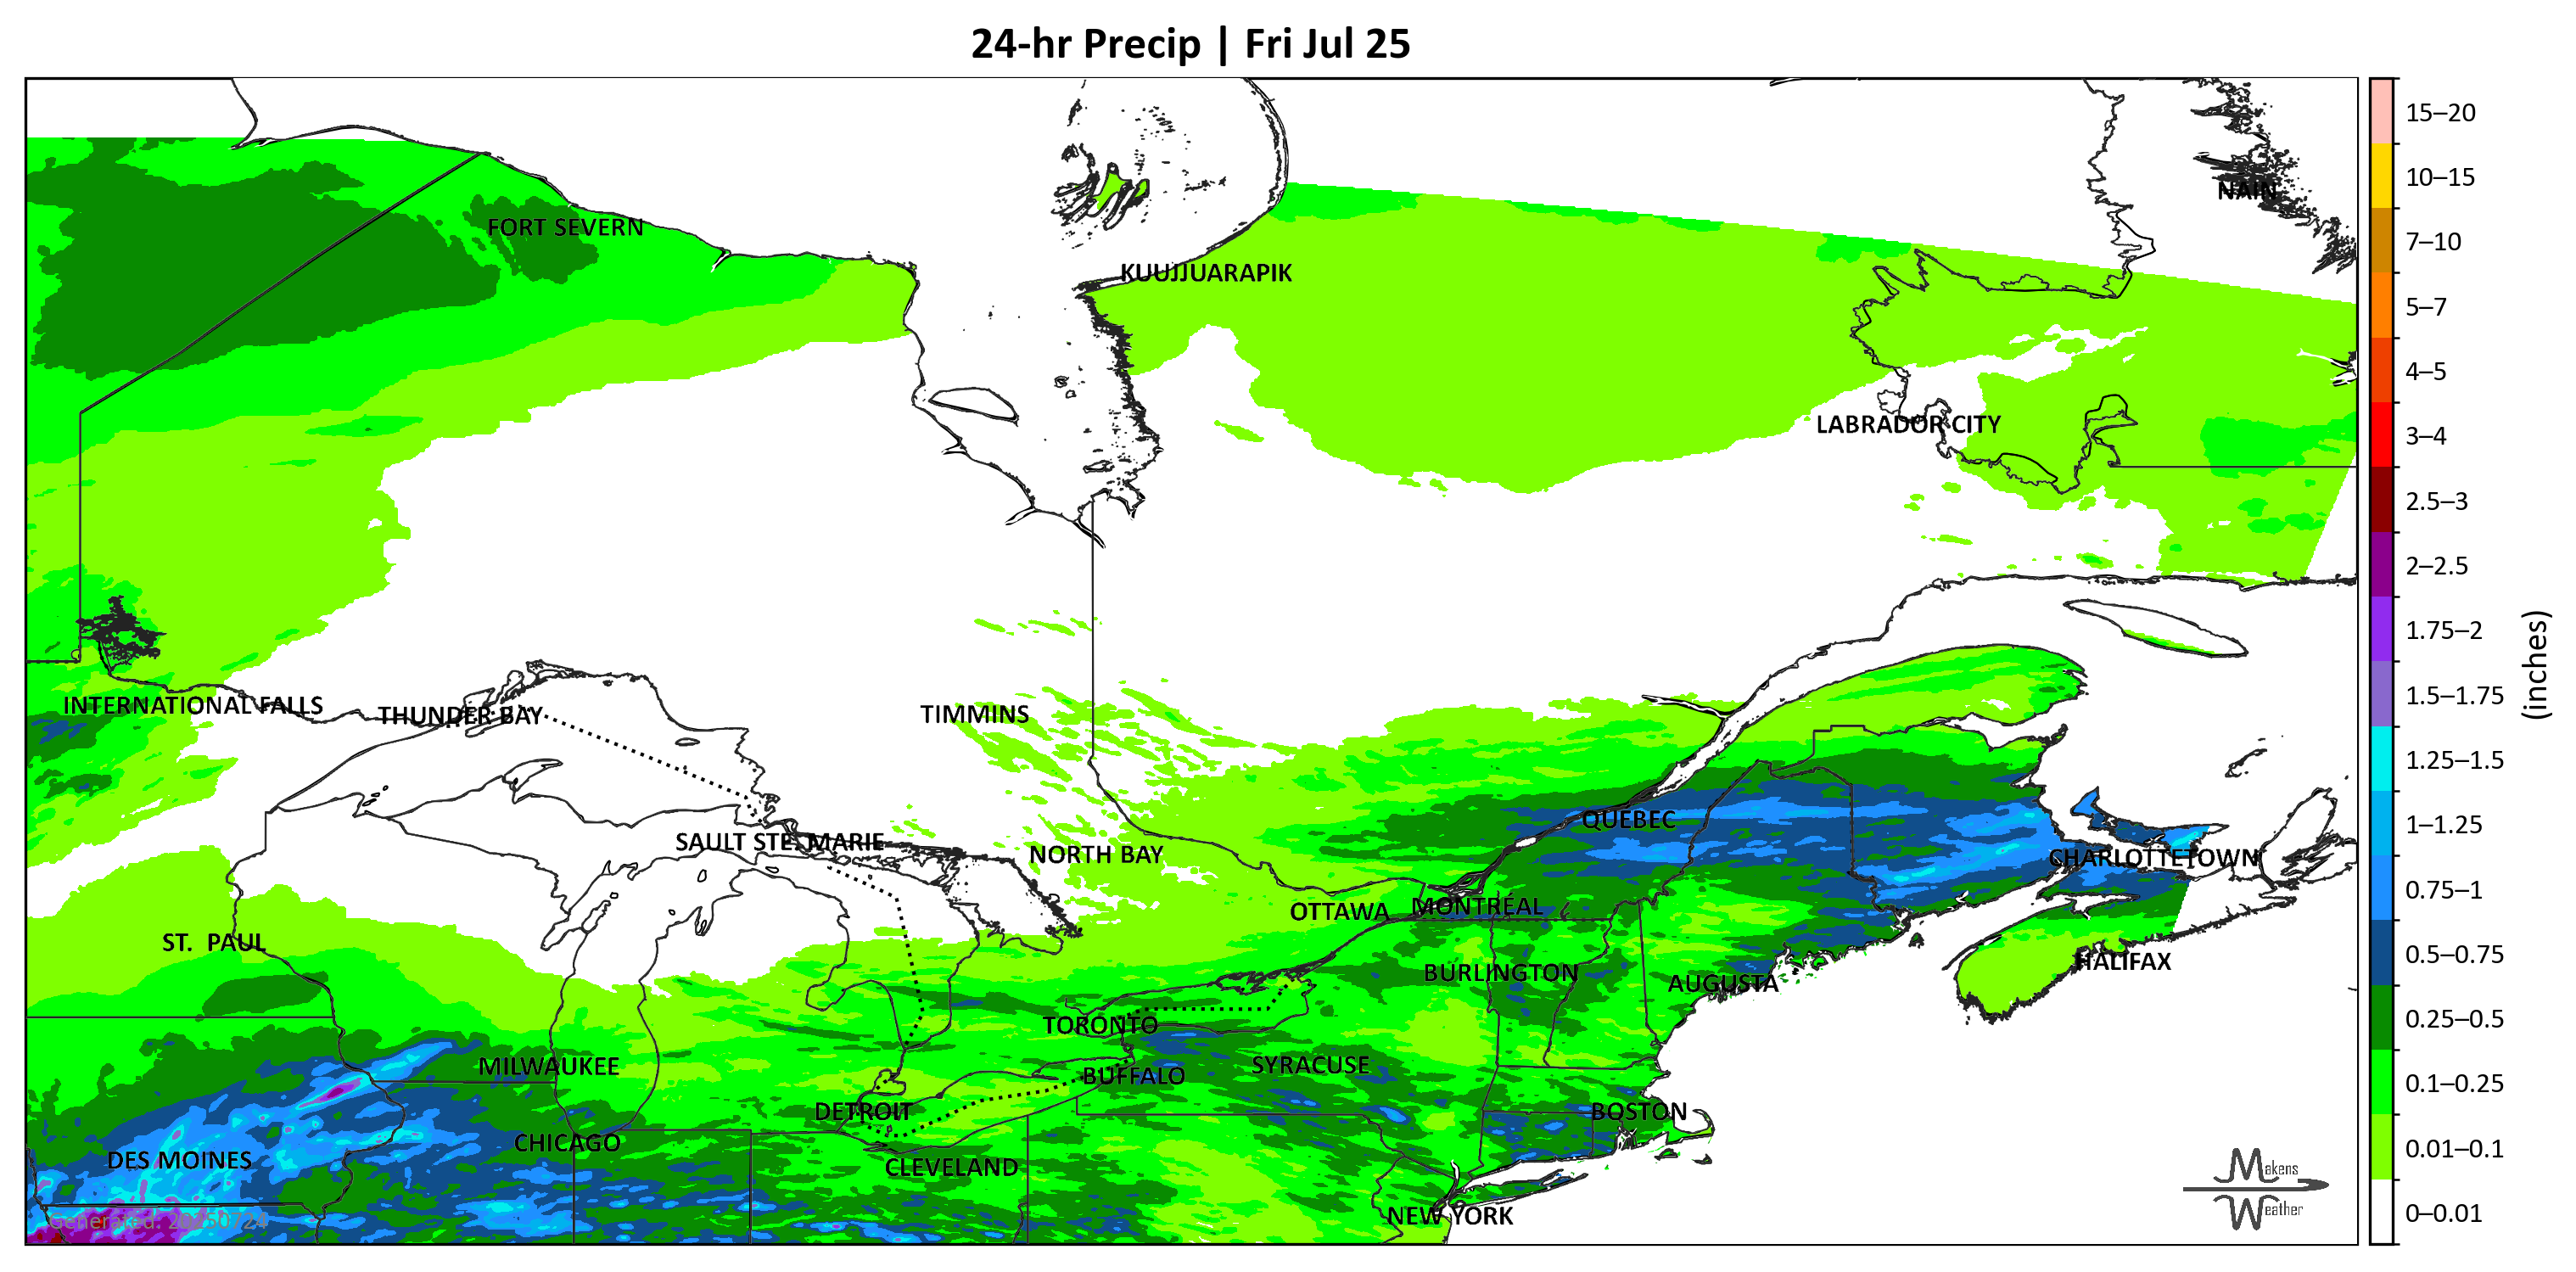 24-hr Precip | Fri Jul 25
15–20
10–15
7–10
5–7
4–5
3–4
2.5–3
2–2.5
1.75–2
1.5–1.75
1.25–1.5
1–1.25
0.75–1
0.5–0.75
0.25–0.5
0.1–0.25
0.01–0.1
0–0.01
(inches)
NAIN
FORT SEVERN
KUUJJUARAPIK
LABRADOR CITY
INTERNATIONAL FALLS
THUNDER BAY
TIMMINS
SAULT STE. MARIE
NORTH BAY
QUEBEC
CHARLOTTETOWN
OTTAWA
MONTREAL
ST. PAUL
BURLINGTON
AUGUSTA
HALIFAX
TORONTO
MILWAUKEE
BUFFALO
SYRACUSE
DETROIT
BOSTON
CHICAGO
DES MOINES
CLEVELAND
NEW YORK
Generated: 20250724
Makens
Weather